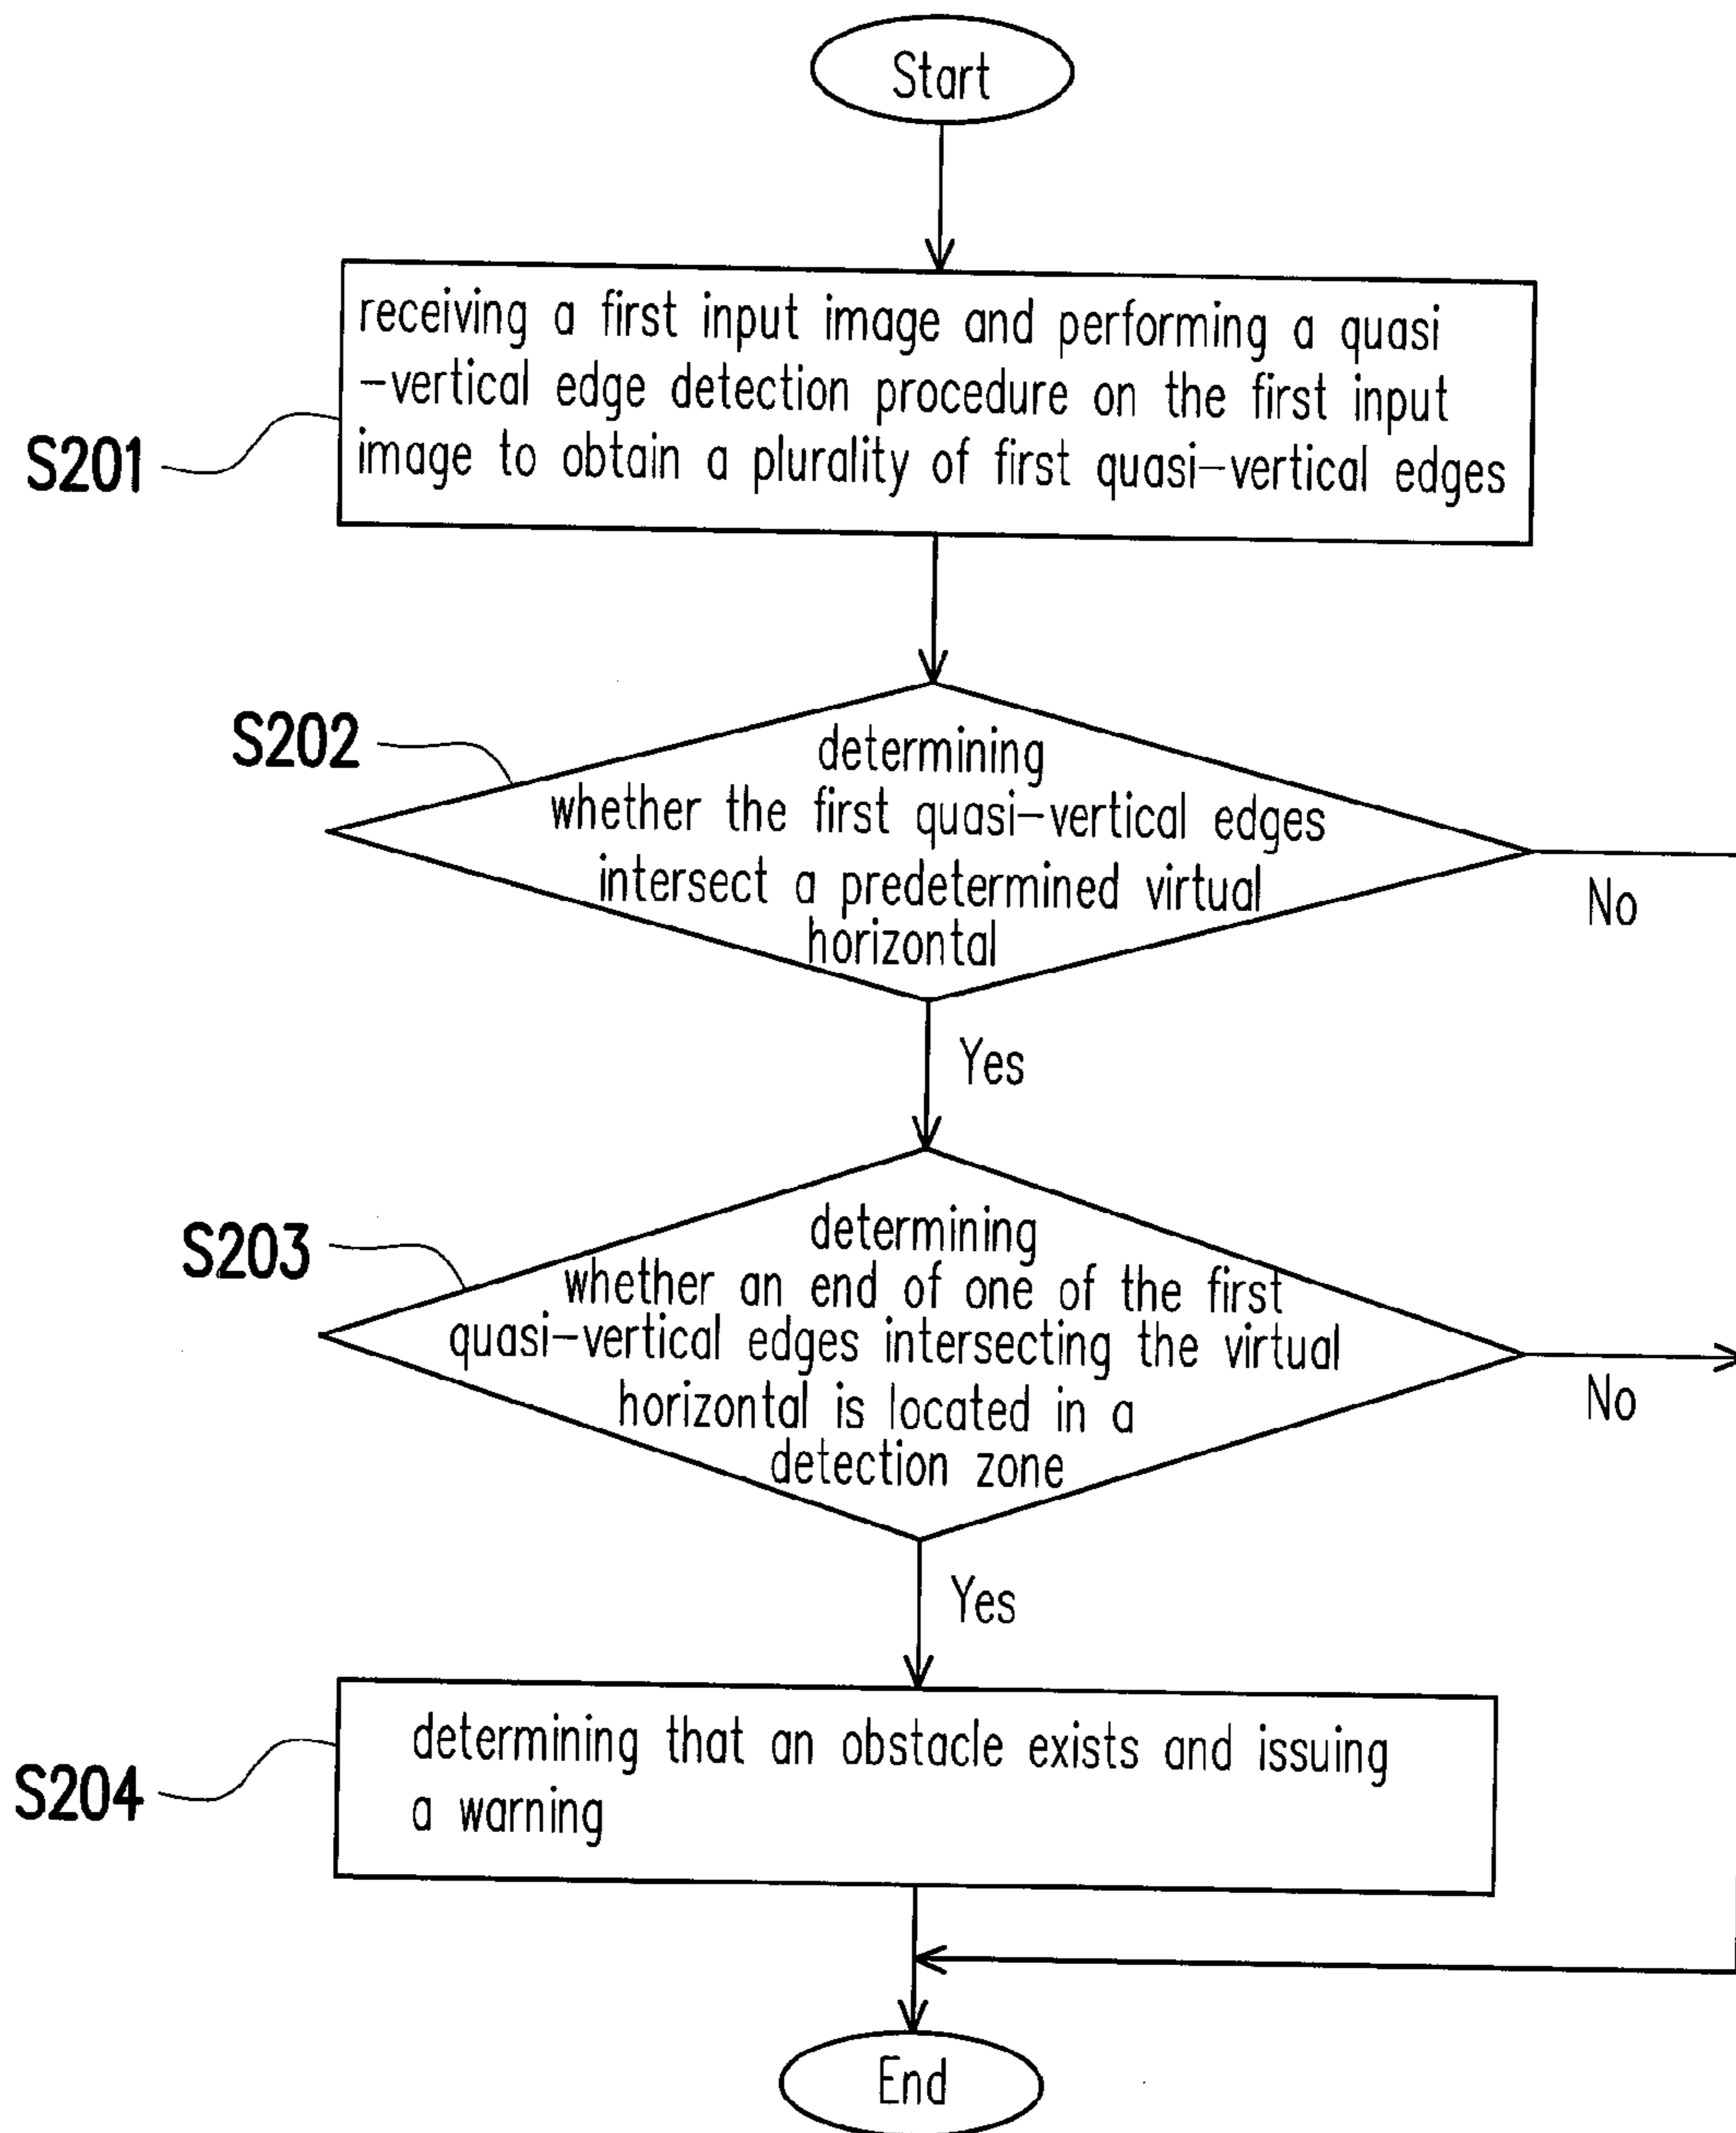 Start
S201
receiving a first input image and performing a quasi
-vertical edge detection procedure on the first input
image to obtain a plurality of first quasi-vertical edges
S202
determining
whether the first quasi-vertical edges
intersect a predetermined virtual
horizontal
No
Yes
S203
determining
whether an end of one of the first
quasi-vertical edges intersecting the virtual
horizontal is located in a
detection zone
No
Yes
S204
determining that an obstacle exists and issuing
a warning
End